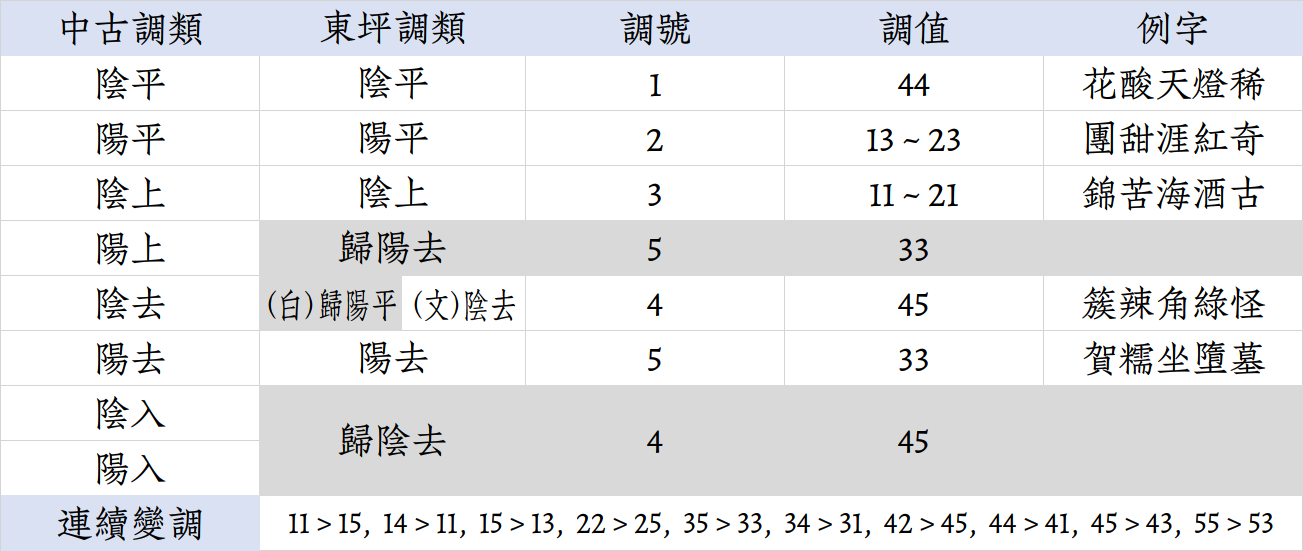 中古調類 東坪調類 調號 調值 例字
陰平 陰平 1 44 花酸天燈稀
陽平 陽平 2 13 ~ 23 團甜涯紅奇
陰上 陰上 3 11 ~ 21 錦苦海酒古
陽上 歸陽去 5 33
陰去 (白)歸陽平 (文)陰去 4 45 簇辣角綠怪
陽去 陽去 5 33 賀糯坐墮墓
陰入 歸陰去 4 45
陽入
連續變調 11 > 15, 14 > 11, 15 > 13, 22 > 25, 35 > 33, 34 > 31, 42 > 45, 44 > 41, 45 > 43, 55 > 53